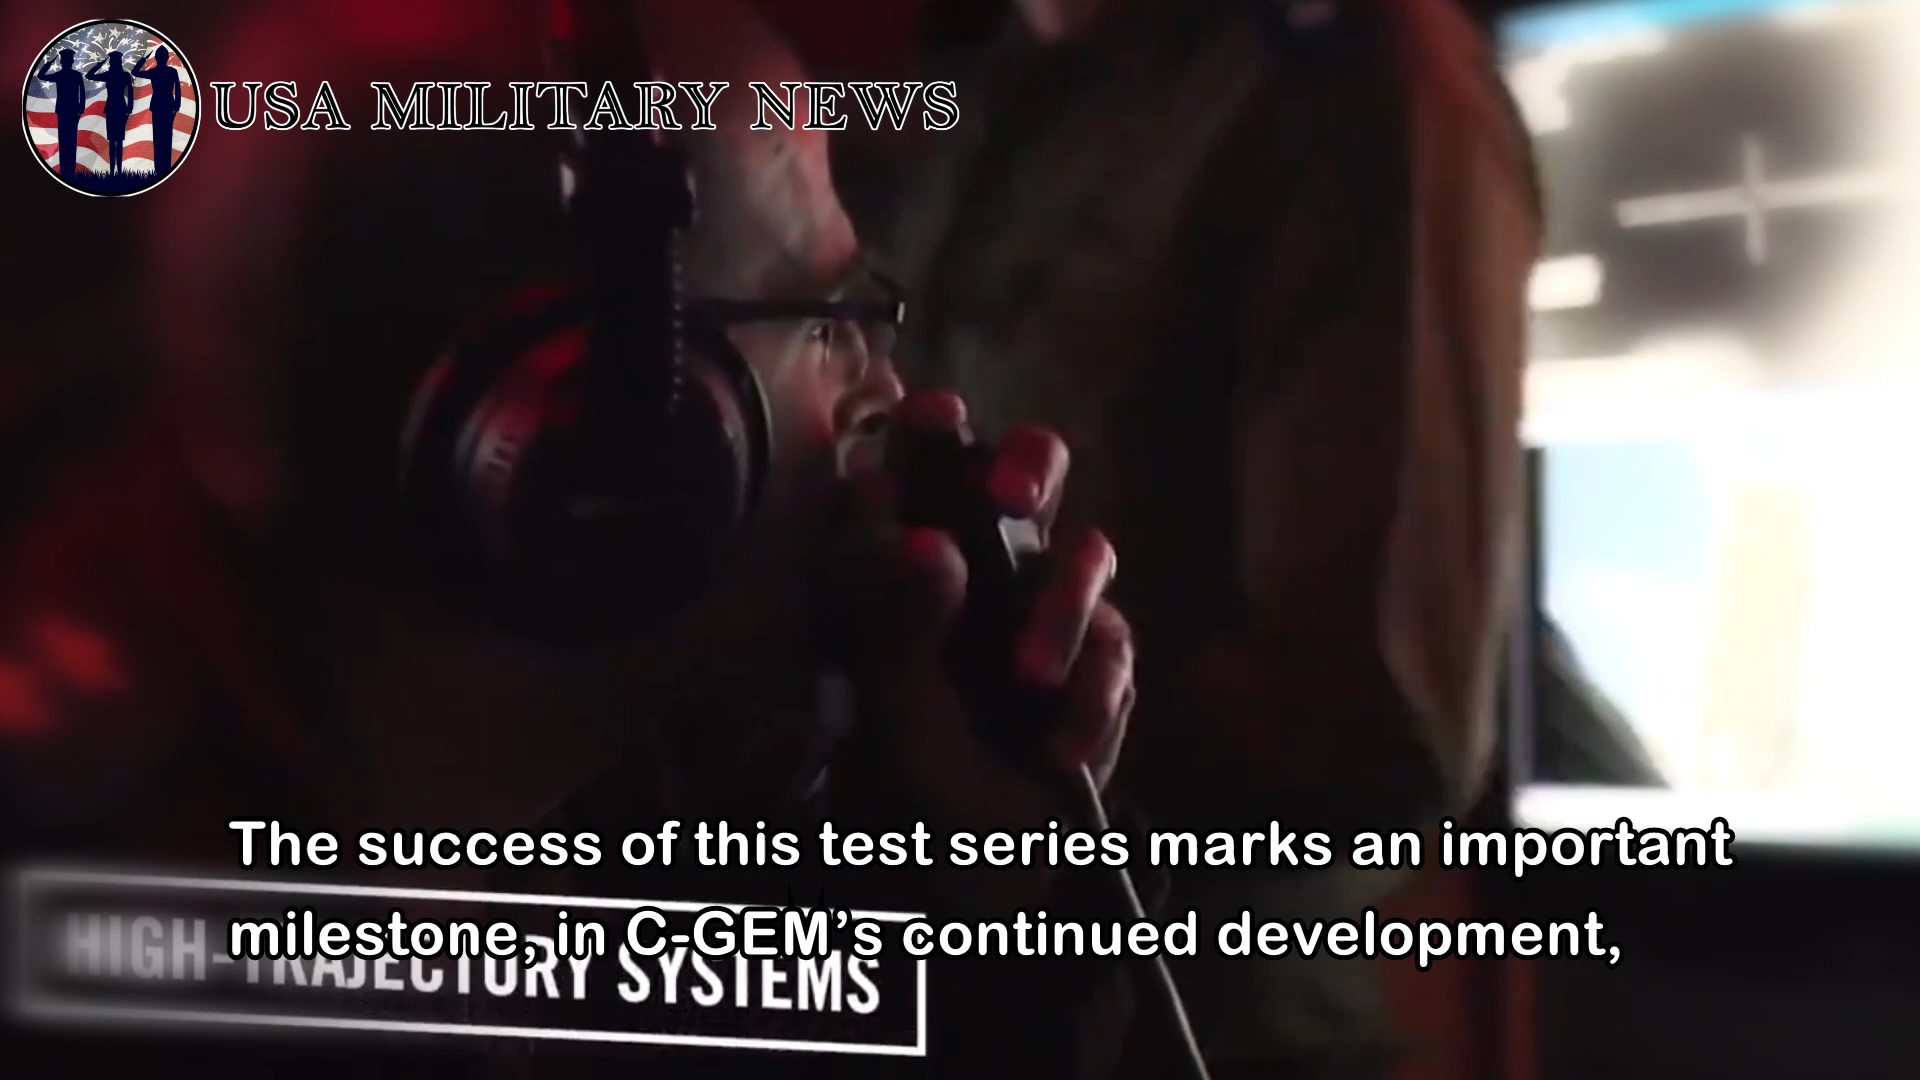 USA MILITARY NEWS
The success of this test series marks an important
milestone, in C-GEM’s continued development,
HIGH-TRAJECTORY SYSTEMS